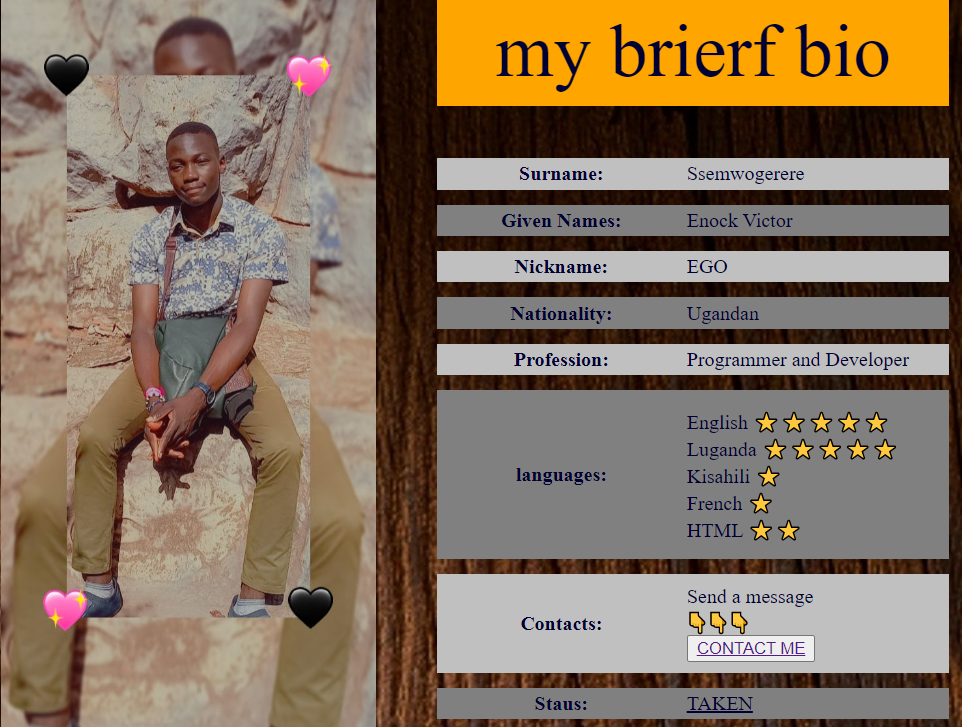 my brierf bio
Surname: Ssemwogerere
Given Names: Enock Victor
Nickname: EGO
Nationality: Ugandan
Profession: Programmer and Developer
languages:
English ⭐⭐⭐⭐⭐
Luganda ⭐⭐⭐⭐⭐
Kisahili ⭐
French ⭐
HTML ⭐⭐
Contacts:
Send a message
👇👇👇
CONTACT ME
Staus: TAKEN